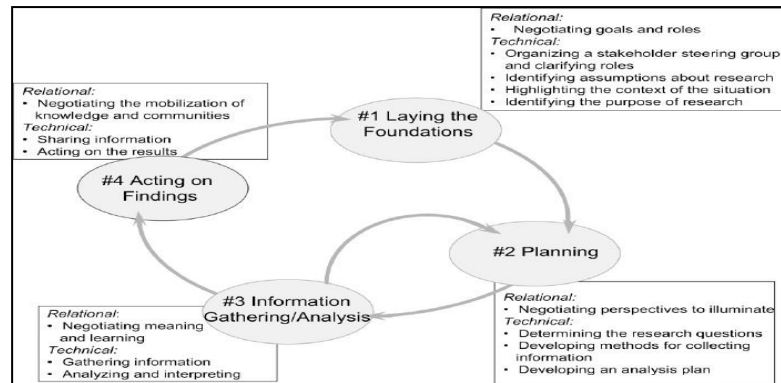 Relational:
• Negotiating goals and roles
Technical:
• Organizing a stakeholder steering group
and clarifying roles
• Identifying assumptions about research
• Highlighting the context of the situation
• Identifying the purpose of research
#1 Laying the
Foundations
Relational:
• Negotiating the mobilization of
knowledge and communities
Technical:
• Sharing information
• Acting on the results
#4 Acting on
Findings
#2 Planning
Relational:
• Negotiating perspectives to illuminate
Technical:
• Determining the research questions
• Developing methods for collecting
information
• Developing an analysis plan
#3 Information
Gathering/Analysis
Relational:
• Negotiating meaning
and learning
Technical:
• Gathering information
• Analyzing and interpreting